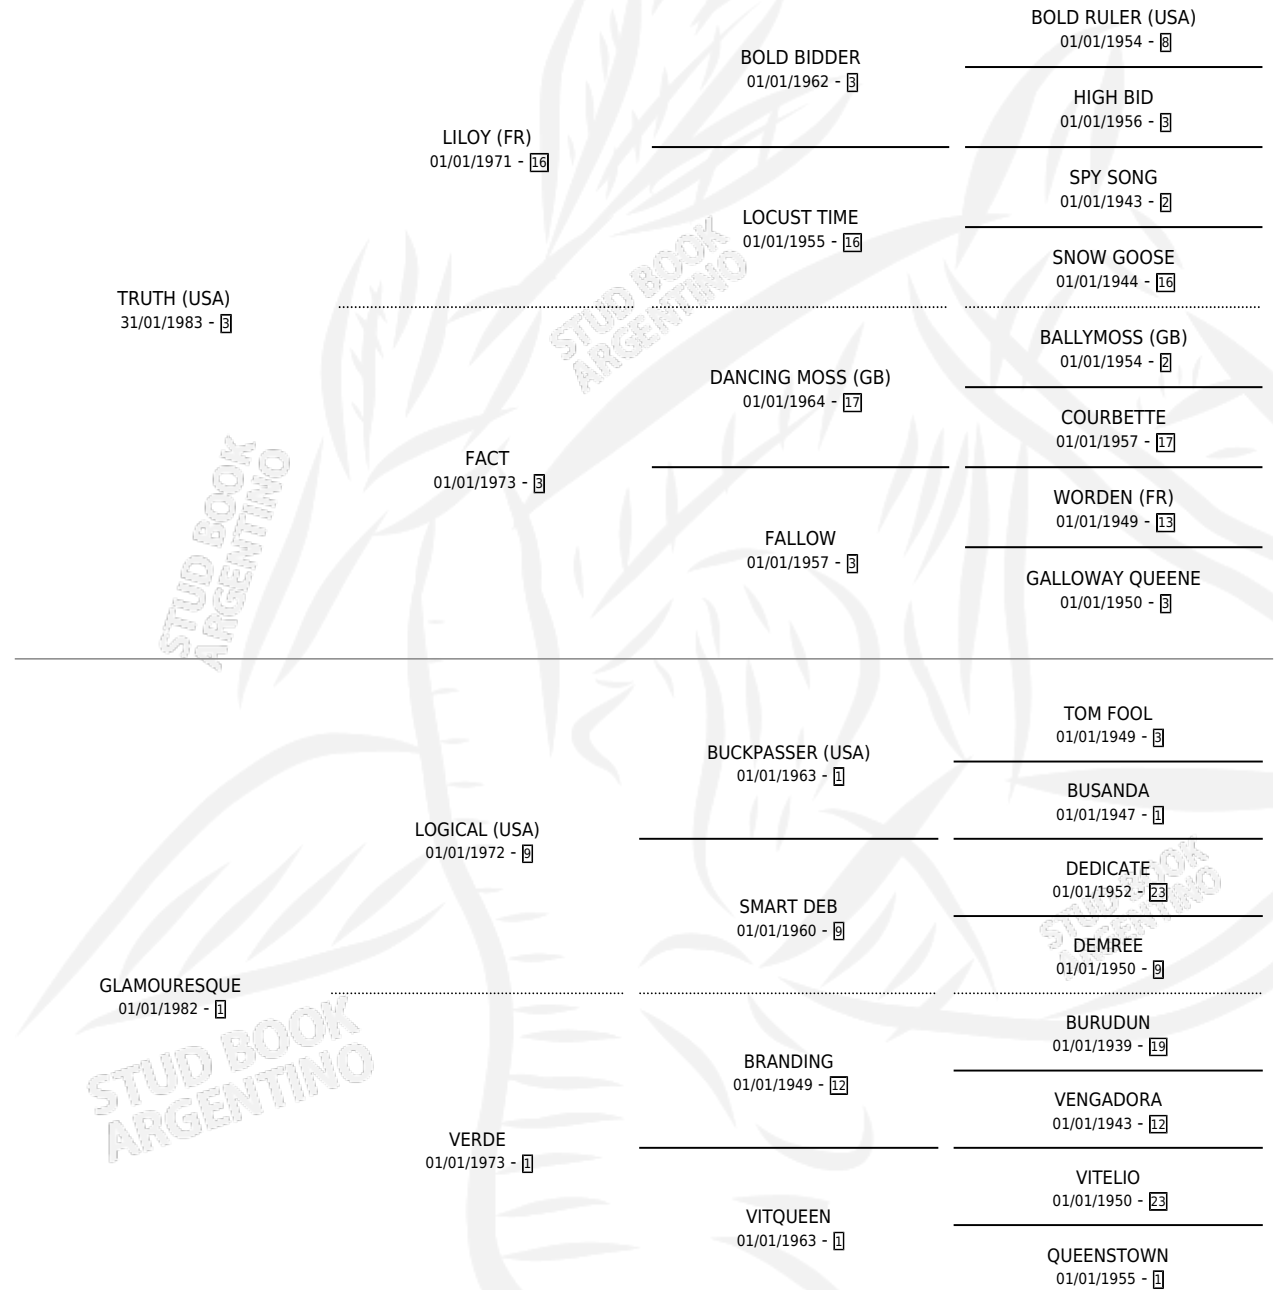 BOLD RULER (USA)
01/01/1954 - 8
BOLD BIDDER
01/01/1962 - 3
HIGH BID
01/01/1956 - 3
LILOY (FR)
01/01/1971 - 16
SPY SONG
01/01/1943 - 2
LOCUST TIME
01/01/1955 - 16
SNOW GOOSE
01/01/1944 - 16
TRUTH (USA)
31/01/1983 - 3
BALLYMOSS (GB)
01/01/1954 - 2
DANCING MOSS (GB)
01/01/1964 - 17
COURBETTE
01/01/1957 - 17
FACT
01/01/1973 - 3
WORDEN (FR)
01/01/1949 - 13
FALLOW
01/01/1957 - 3
GALLOWAY QUEENE
01/01/1950 - 3
TOM FOOL
01/01/1949 - 3
BUCKPASSER (USA)
01/01/1963 - 1
BUSANDA
01/01/1947 - 1
LOGICAL (USA)
01/01/1972 - 9
DEDICATE
01/01/1952 - 23
SMART DEB
01/01/1960 - 9
DEMREE
01/01/1950 - 9
GLAMOURESQUE
01/01/1982 - 1
BURUDUN
01/01/1939 - 19
BRANDING
01/01/1949 - 12
VENGADORA
01/01/1943 - 12
VERDE
01/01/1973 - 1
VITELIO
01/01/1950 - 23
VITQUEEN
01/01/1963 - 1
QUEENSTOWN
01/01/1955 - 1
STUD BOOK
ARGENTINO
STUD BOOK
ARGENTINO
STUD BOOK
ARGENTINO
STUD BOOK
ARGENTINO